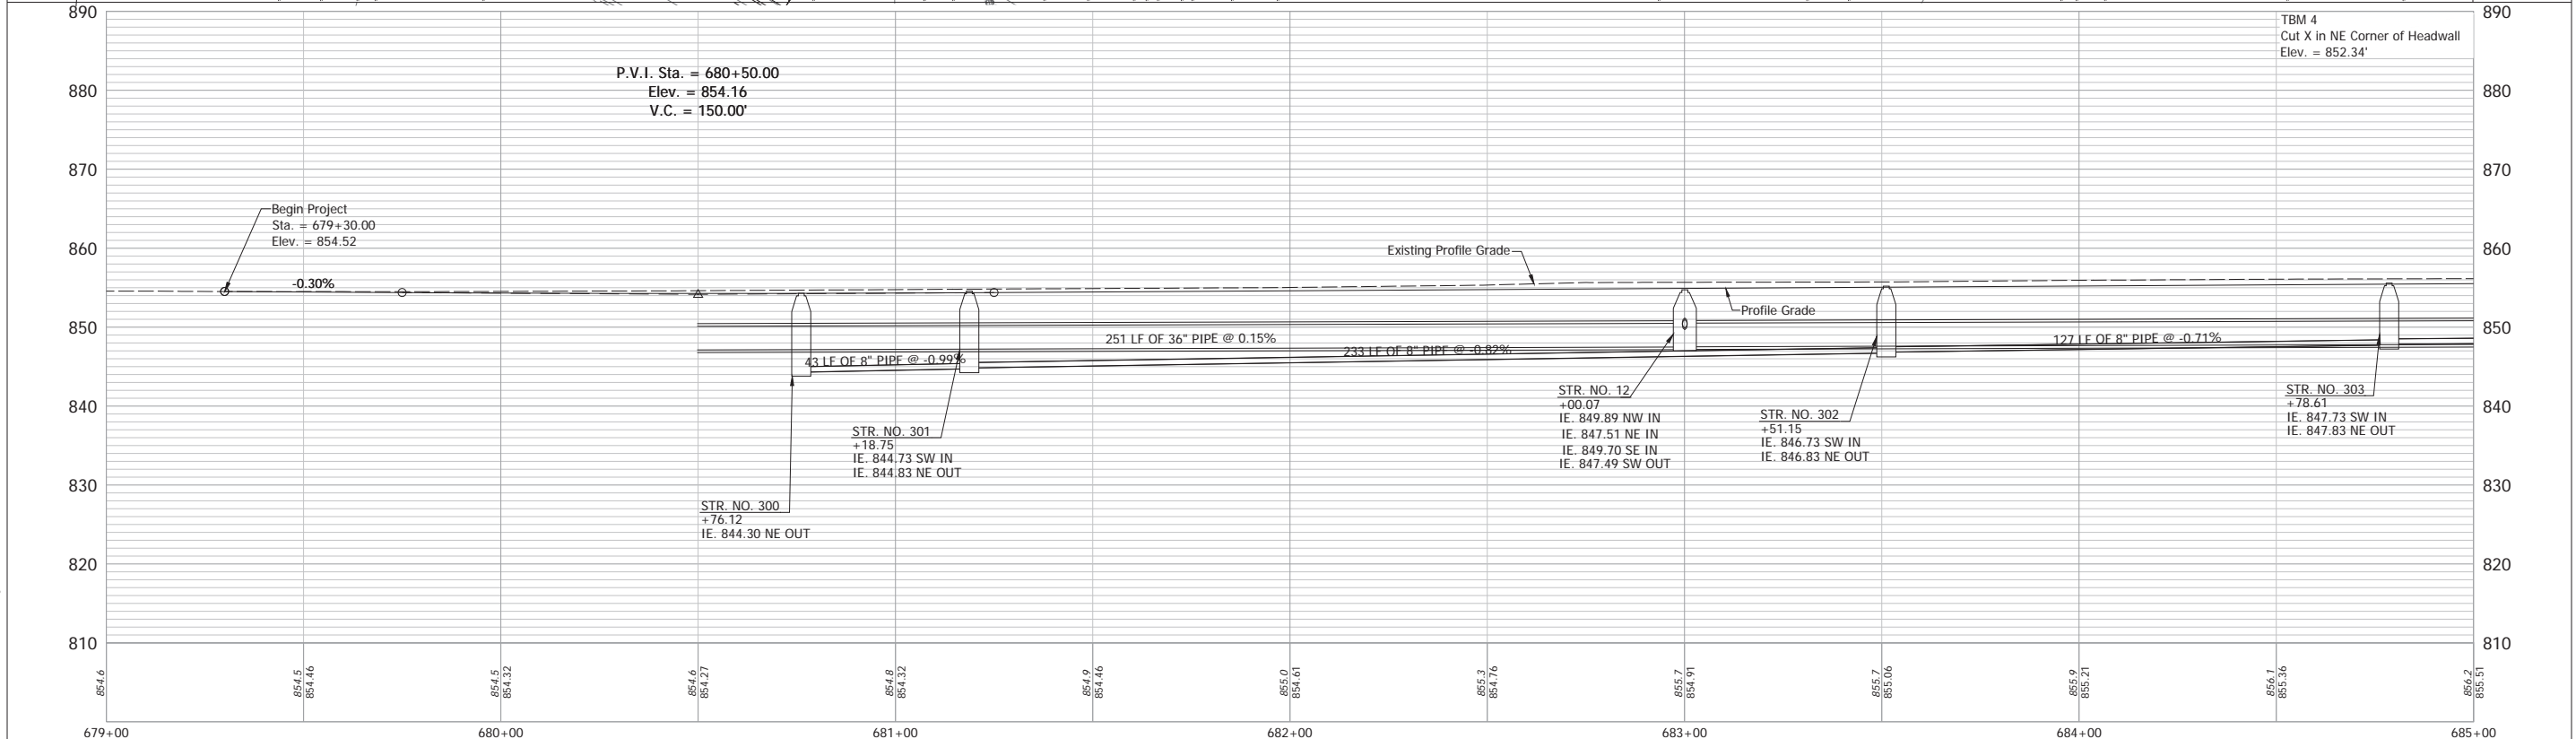 890
890
TBM 4
Cut X in NE Corner of Headwall
Elev. = 852.34'
P.V.I. Sta. = 680+50.00
Elev. = 854.16
V.C. = 150.00'
880
880
870
870
Begin Project
Sta. = 679+30.00
Elev. = 854.52
860
860
Existing Profile Grade
-0.30%
Profile Grade
850
850
251 LF OF 36" PIPE @ 0.15%
127 LF OF 8" PIPE @ -0.71%
233 LF OF 8" PIPE @ -0.82%
43 LF OF 8" PIPE @ -0.99%
840
840
STR. NO. 12
+00.07
IE. 849.89 NW IN
IE. 847.51 NE IN
IE. 849.70 SE IN
IE. 847.49 SW OUT
STR. NO. 303
+78.61
IE. 847.73 SW IN
IE. 847.83 NE OUT
STR. NO. 302
+51.15
IE. 846.73 SW IN
IE. 846.83 NE OUT
STR. NO. 301
+18.75
IE. 844.73 SW IN
IE. 844.83 NE OUT
830
830
STR. NO. 300
+76.12
IE. 844.30 NE OUT
820
820
810
810
854.6
854.5
854.46
854.5
854.32
854.6
854.27
854.8
854.32
854.9
854.46
855.0
854.61
855.3
854.76
855.7
854.91
855.7
855.06
855.9
855.21
856.1
855.36
856.2
855.51
679+00
680+00
681+00
682+00
683+00
684+00
685+00